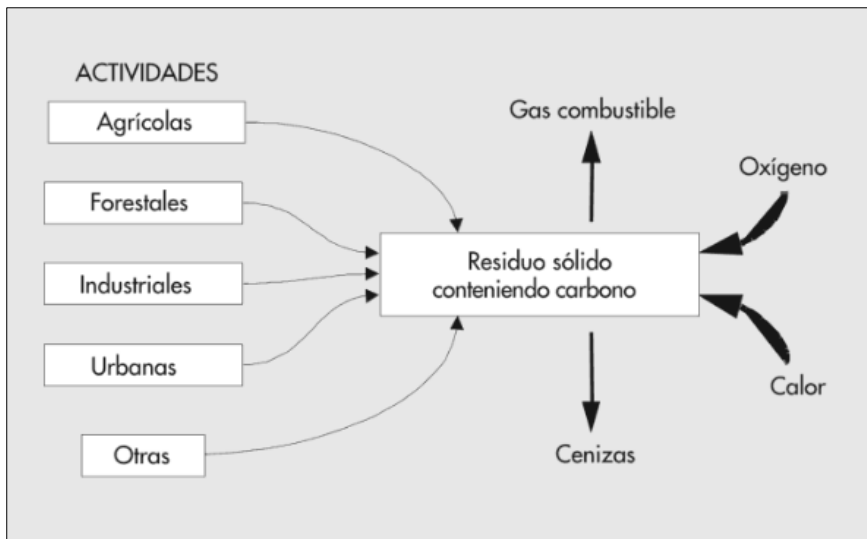 ACTIVIDADES
Agrícolas
Forestales
Industriales
Urbanas
Otras
Gas combustible
Oxígeno
Residuo sólido
conteniendo carbono
Calor
Cenizas